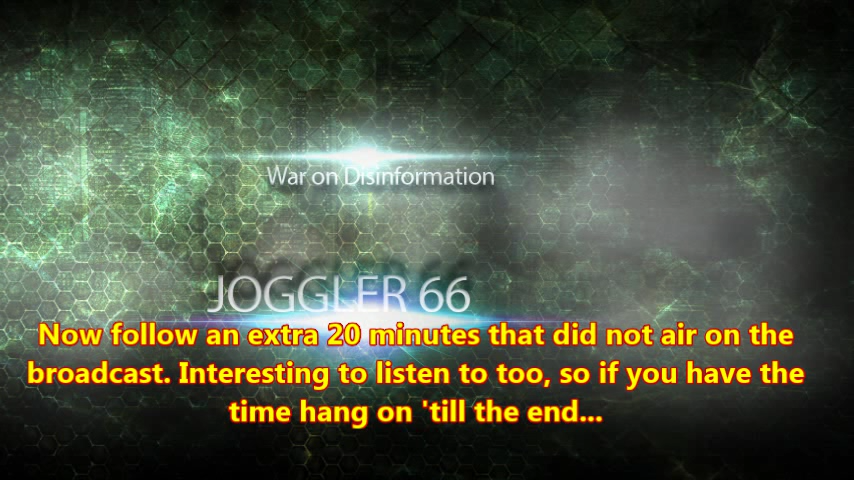 War on Disinformation
JOGGLER 66
Now follow an extra 20 minutes that did not air on the
broadcast. Interesting to listen to too, so if you have the
time hang on 'till the end...